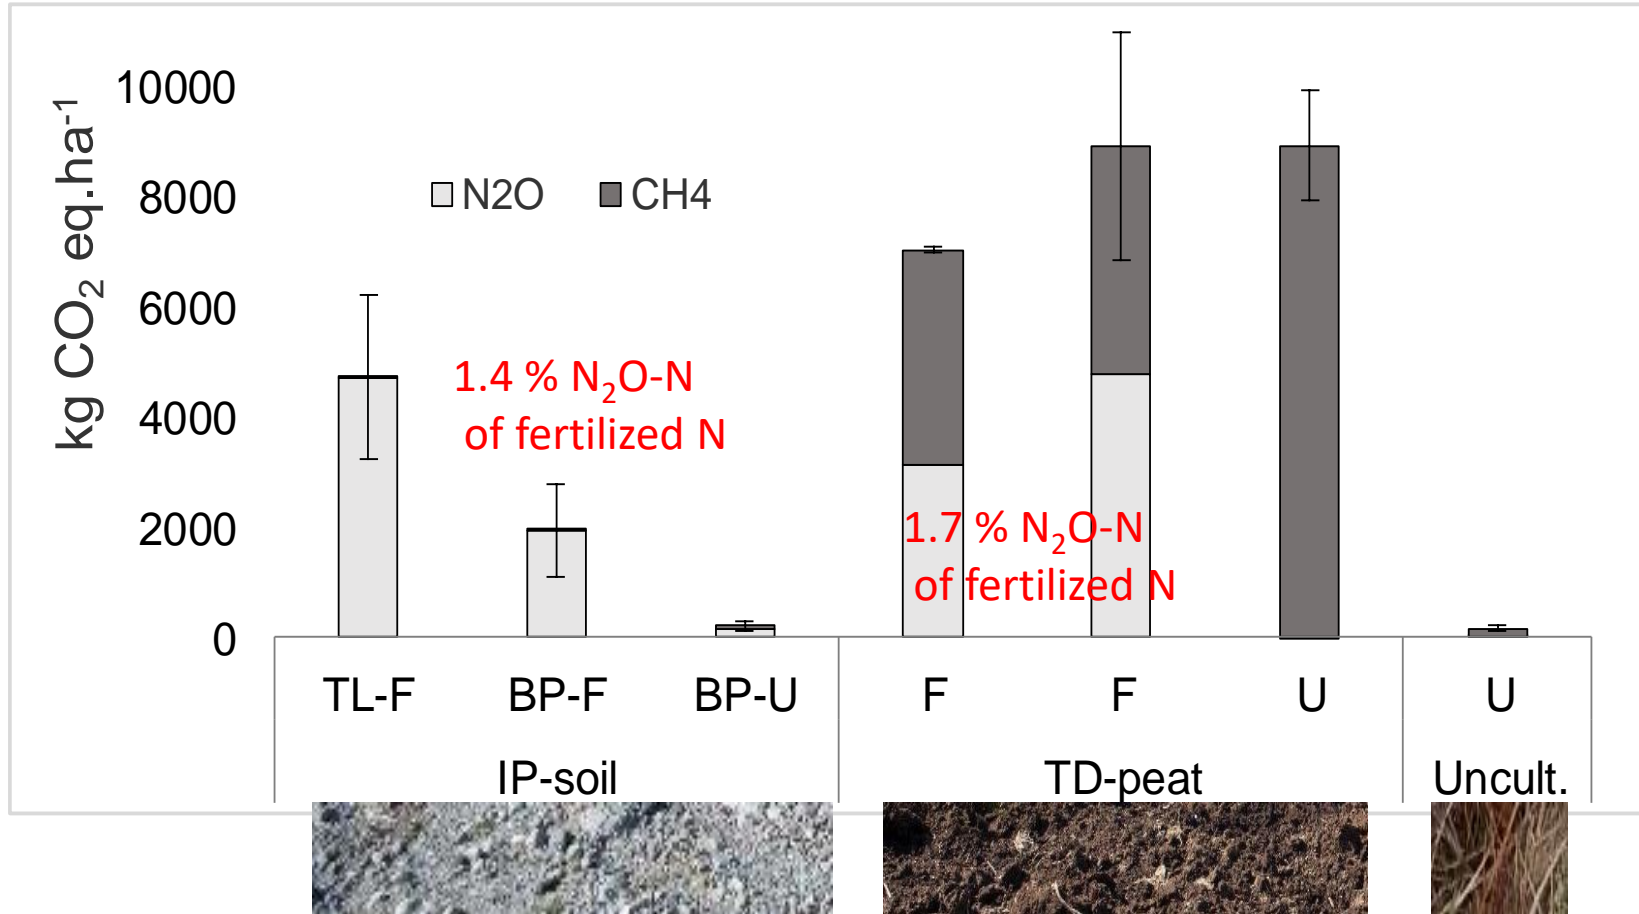 kg CO₂ eq.ha⁻¹
10000
8000
6000
4000
2000
0
N2O CH4
1.4 % N₂O-N
of fertilized N
1.7 % N₂O-N
of fertilized N
TL-F BP-F BP-U F F U U
IP-soil TD-peat Uncult.